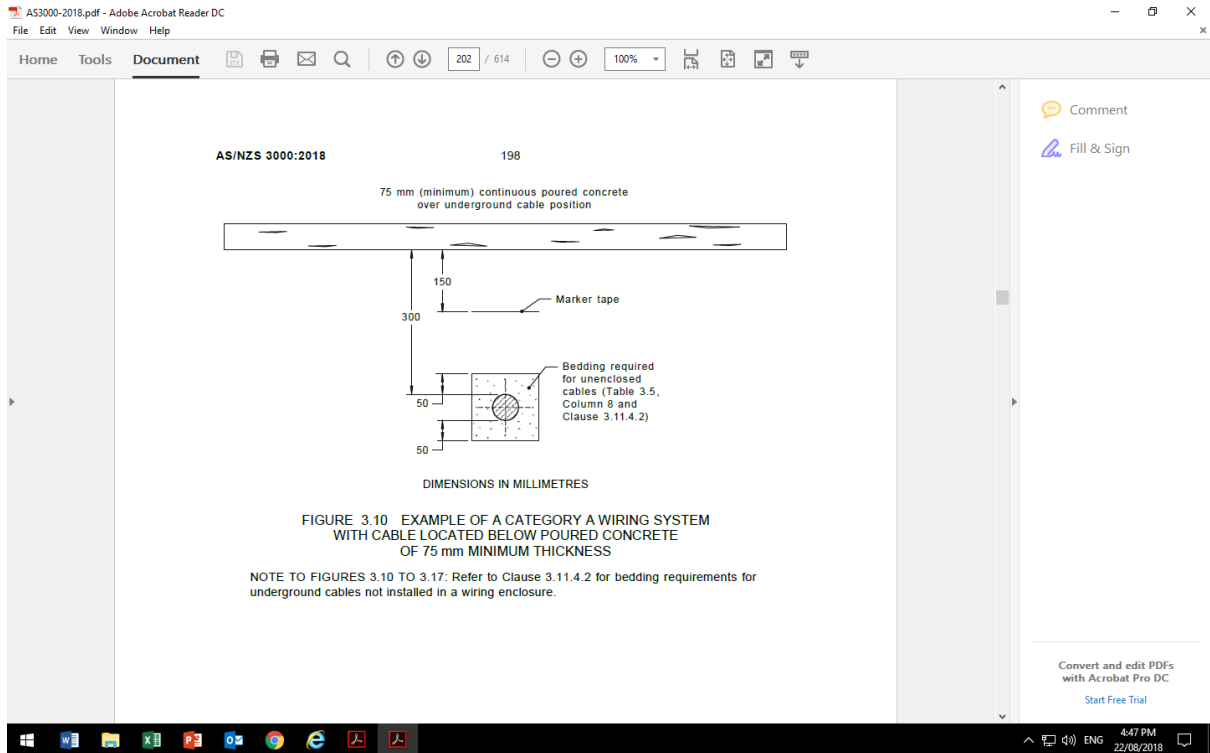 AS3000-2018.pdf - Adobe Acrobat Reader DC
File Edit View Window Help
Home Tools Document 202 / 614 100%
Comment
Fill & Sign
AS/NZS 3000:2018 198
75 mm (minimum) continuous poured concrete
over underground cable position
150
Marker tape
300
Bedding required
for unenclosed
cables (Table 3.5,
Column 8 and
Clause 3.11.4.2)
50
50
DIMENSIONS IN MILLIMETRES
FIGURE 3.10 EXAMPLE OF A CATEGORY A WIRING SYSTEM
WITH CABLE LOCATED BELOW POURED CONCRETE
OF 75 mm MINIMUM THICKNESS
NOTE TO FIGURES 3.10 TO 3.17: Refer to Clause 3.11.4.2 for bedding requirements for
underground cables not installed in a wiring enclosure.
Convert and edit PDFs
with Acrobat Pro DC
Start Free Trial
ENG
4:47 PM
22/08/2018